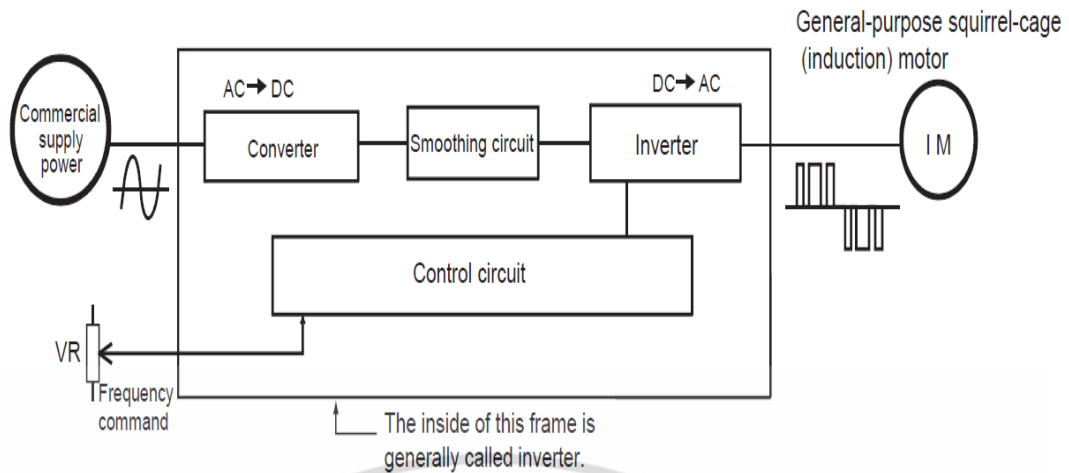 General-purpose squirrel-cage
(induction) motor
AC → DC
DC → AC
Commercial
supply
power
Converter
Smoothing circuit
Inverter
I M
Control circuit
VR
Frequency
command
The inside of this frame is
generally called inverter.